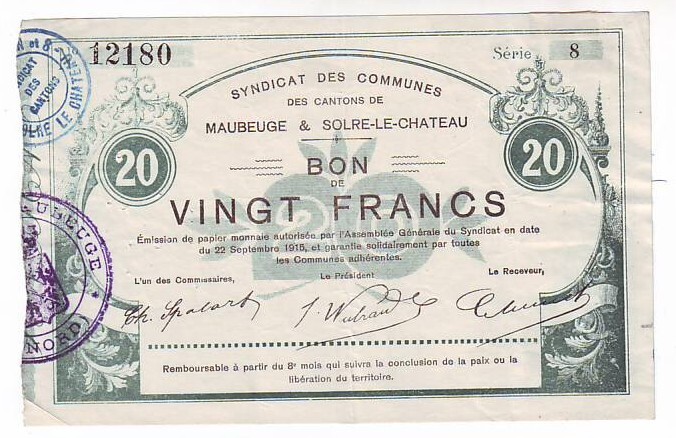 12180
Série 8
SYNDICAT DES COMMUNES
DES CANTONS DE
MAUBEUGE & SOLRE-LE-CHATEAU
20
20
BON
DE
VINGT FRANCS
Émission de papier monnaie autorisée par l'Assemblée Générale du Syndicat en date
du 22 Septembre 1915, et garantie solidairement par toutes
les Communes adhérentes.
L'un des Commissaires,
Le Président
Le Receveur,
Remboursable à partir du 8e mois qui suivra la conclusion de la paix ou la
libération du territoire.
DES
CANTONS
LE CHATEAU
UBEUGE
NORD